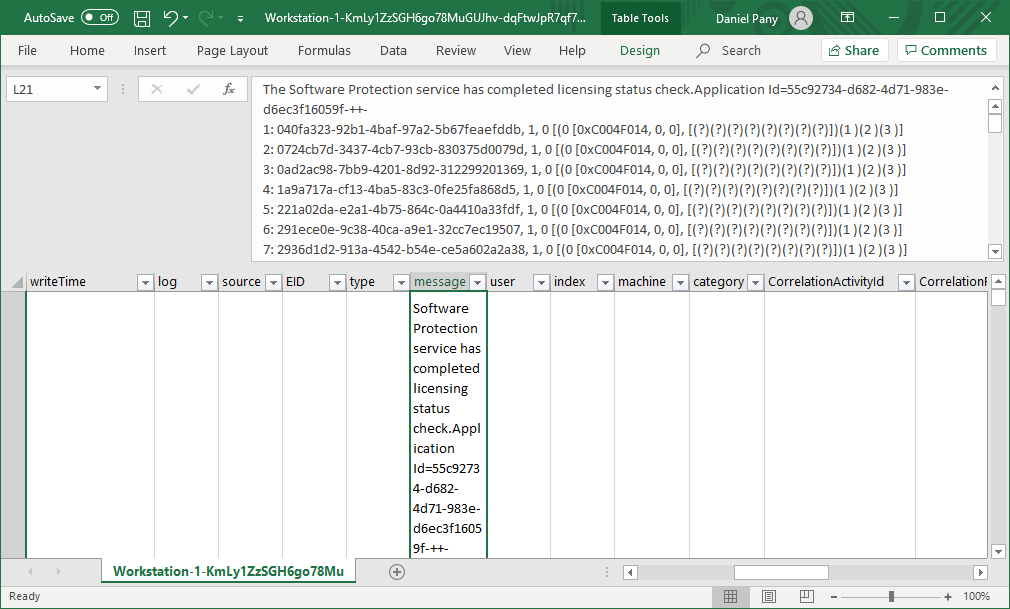 AutoSave Off Workstation-1-KmLy1ZzSGH6go78MuGUJhv-dqFtwJpR7qf7... Table Tools Daniel Pany
File Home Insert Page Layout Formulas Data Review View Help Design Search Share Comments
L21 fx
The Software Protection service has completed licensing status check.Application Id=55c92734-d682-4d71-983e-
d6ec3f16059f-++-
1: 040fa323-92b1-4baf-97a2-5b67feaefddb, 1, 0 [(0 [0xC004F014, 0, 0], [(?)(?)(?)(?)(?)(?)(?)(?)])(1 )(2 )(3 )]
2: 0724cb7d-3437-4cb7-93cb-830375d0079d, 1, 0 [(0 [0xC004F014, 0, 0], [(?)(?)(?)(?)(?)(?)(?)(?)])(1 )(2 )(3 )]
3: 0ad2ac98-7bb9-4201-8d92-312299201369, 1, 0 [(0 [0xC004F014, 0, 0], [(?)(?)(?)(?)(?)(?)(?)(?)])(1 )(2 )(3 )]
4: 1a9a717a-cf13-4ba5-83c3-0fe25fa868d5, 1, 0 [(0 [0xC004F014, 0, 0], [(?)(?)(?)(?)(?)(?)(?)(?)])(1 )(2 )(3 )]
5: 221a02da-e2a1-4b75-864c-0a4410a33fdf, 1, 0 [(0 [0xC004F014, 0, 0], [(?)(?)(?)(?)(?)(?)(?)(?)])(1 )(2 )(3 )]
6: 291ece0e-9c38-40ca-a9e1-32cc7ec19507, 1, 0 [(0 [0xC004F014, 0, 0], [(?)(?)(?)(?)(?)(?)(?)(?)])(1 )(2 )(3 )]
7: 2936d1d2-913a-4542-b54e-ce5a602a2a38, 1, 0 [(0 [0xC004F014, 0, 0], [(?)(?)(?)(?)(?)(?)(?)(?)])(1 )(2 )(3 )]
writeTime log source EID type message user index machine category CorrelationActivityId
Software
Protection
service has
completed
licensing
status
check.Appl
ication
Id=55c9273
4-d682-
4d71-983e-
d6ec3f1605
9f-++-
Workstation-1-KmLy1ZzSGH6go78Mu
Ready 100%